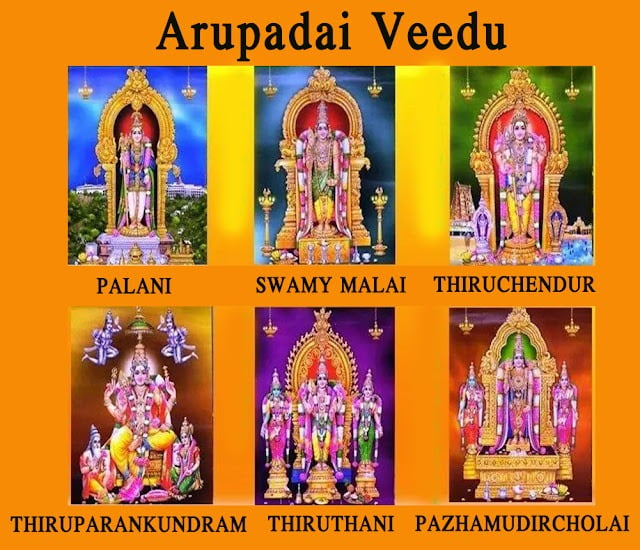 Arupadai Veedu
PALANI
SWAMY MALAI
THIRUCHENDUR
THIRUPARANKUNDRAM
THIRUTHANI
PAZHAMUDIRCHOLAI